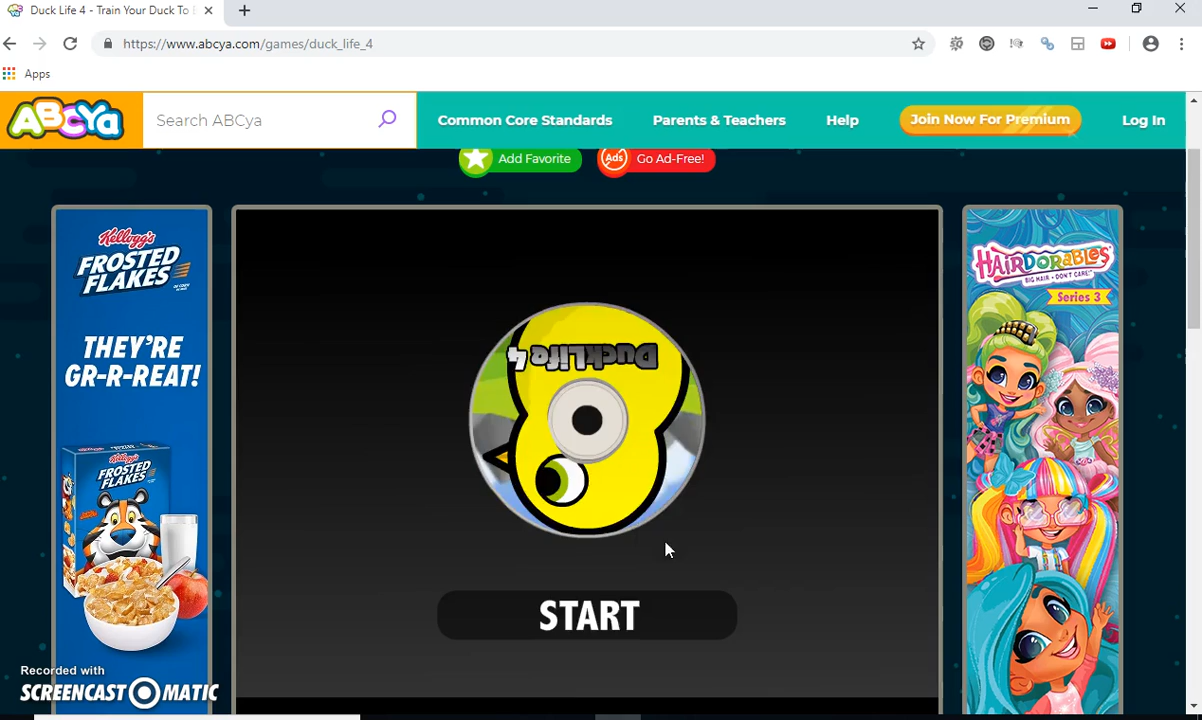 Duck Life 4 - Train Your Duck To
https://www.abcya.com/games/duck_life_4
Apps
ABCYa
Search ABCya
Common Core Standards
Parents & Teachers
Help
Join Now For Premium
Log In
Add Favorite
Ads
Go Ad-Free!
Kellogg's
FROSTED
FLAKES
THEY'RE
GR-R-REAT!
FROSTED
FLAKES
DuckLife 4
START
HAIRDORABLES
BIG HAIR • DON'T CARE
Series 3
Recorded with
SCREENCAST MATIC